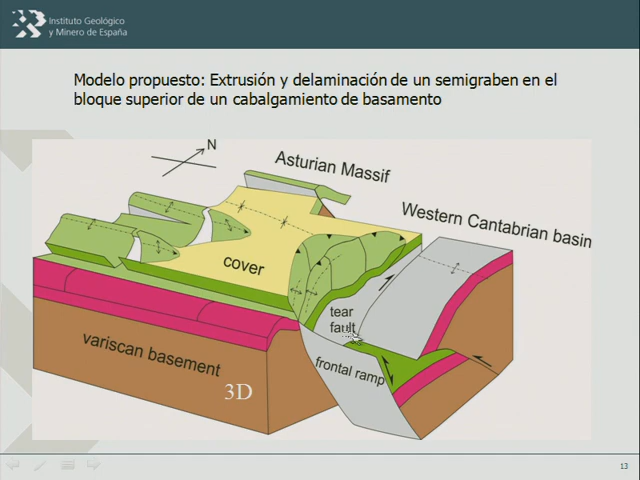 Instituto Geológico
y Minero de España
Modelo propuesto: Extrusión y delaminación de un semigraben en el
bloque superior de un cabalgamiento de basamento
N
Asturian Massif
Western Cantabrian basin
cover
tear
fault
variscan basement
frontal ramp
3D
13